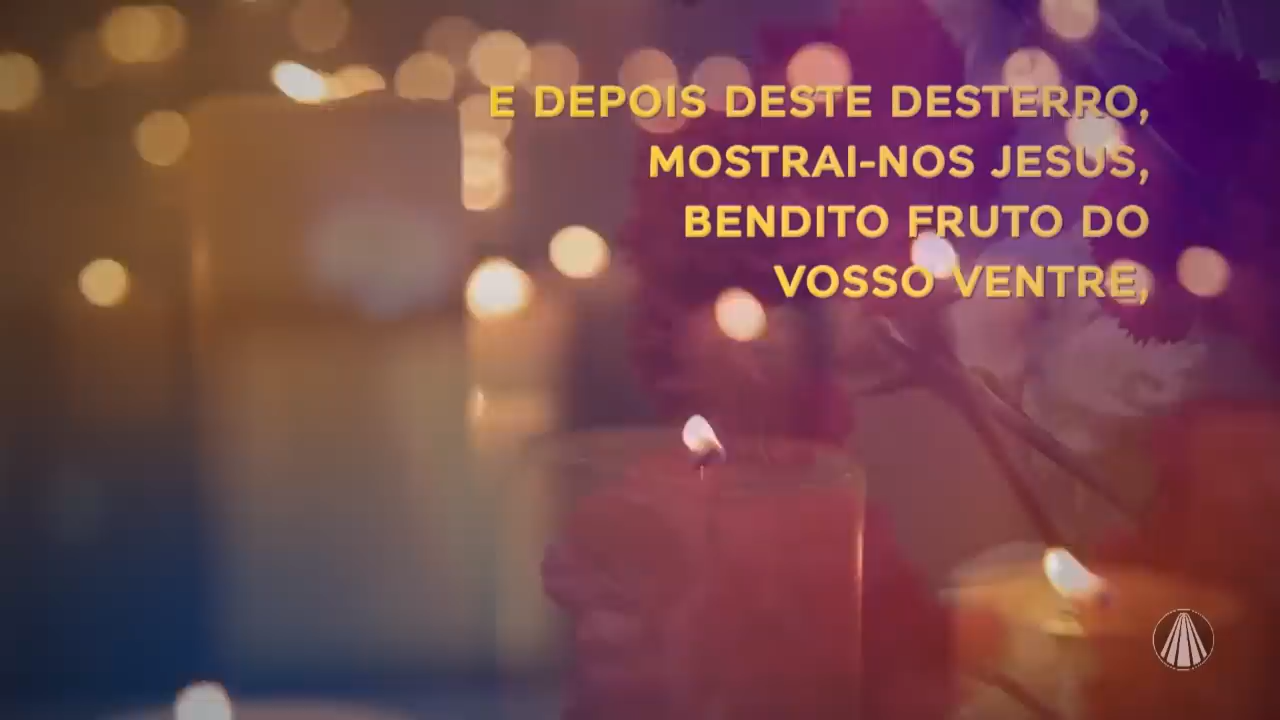 E DEPOIS DESTE DESTERRO,
MOSTRAI-NOS JESUS,
BENDITO FRUTO DO
VOSSO VENTRE,